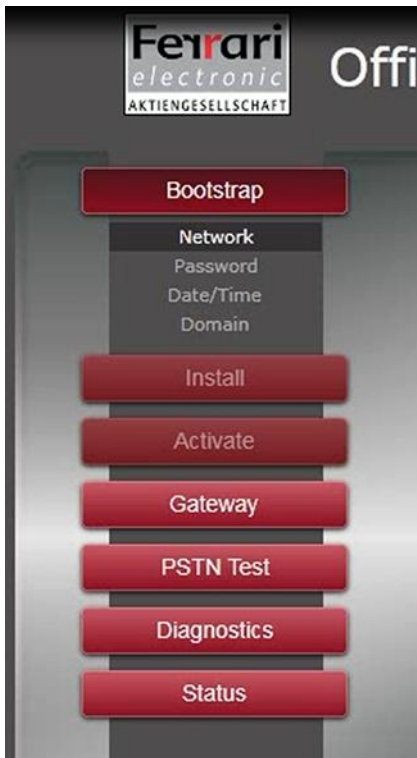 Ferrari
electronic
AKTIENGESELLSCHAFT
Offi
Bootstrap
Network
Password
Date/Time
Domain
Install
Activate
Gateway
PSTN Test
Diagnostics
Status